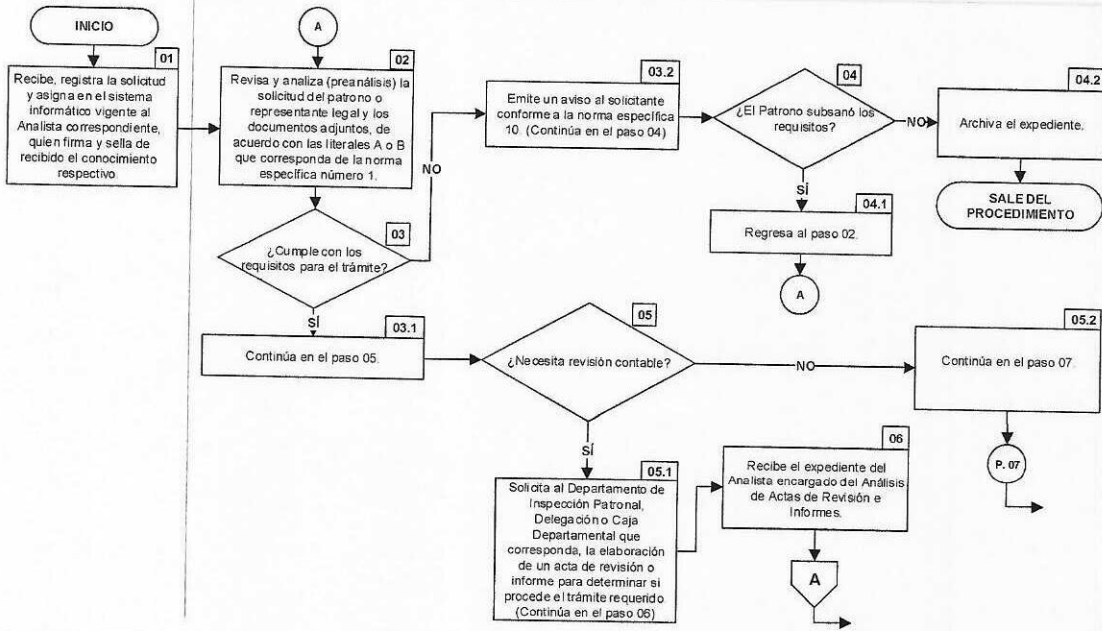 INICIO
01
Recibe, registra la solicitud
y asigna en el sistema
informático vigente al
Analista correspondiente,
quien firma y sella de
recibido el conocimiento
respectivo.
A
02
Revisa y analiza (preanálisis) la
solicitud del patrono o
representante legal y los
documentos adjuntos, de
acuerdo con las literales A o B
que corresponda de la norma
específica número 1.
03
¿Cumple con los
requisitos para el trámite?
NO
SÍ
03.1
Continúa en el paso 05.
03.2
Emite un aviso al solicitante
conforme a la norma específica
10. (Continúa en el paso 04)
04
¿El Patrono subsanó los
requisitos?
NO
SÍ
04.1
Regresa al paso 02.
A
04.2
Archiva el expediente.
SALE DEL
PROCEDIMIENTO
05
¿Necesita revisión contable?
NO
SÍ
05.1
Solicita al Departamento de
Inspección Patronal,
Delegación o Caja
Departamental que
corresponda, la elaboración
de un acta de revisión o
informe para determinar si
procede el trámite requerido.
(Continúa en el paso 06)
05.2
Continúa en el paso 07.
P. 07
06
Recibe el expediente del
Analista encargado del Análisis
de Actas de Revisión e
Informes.
A